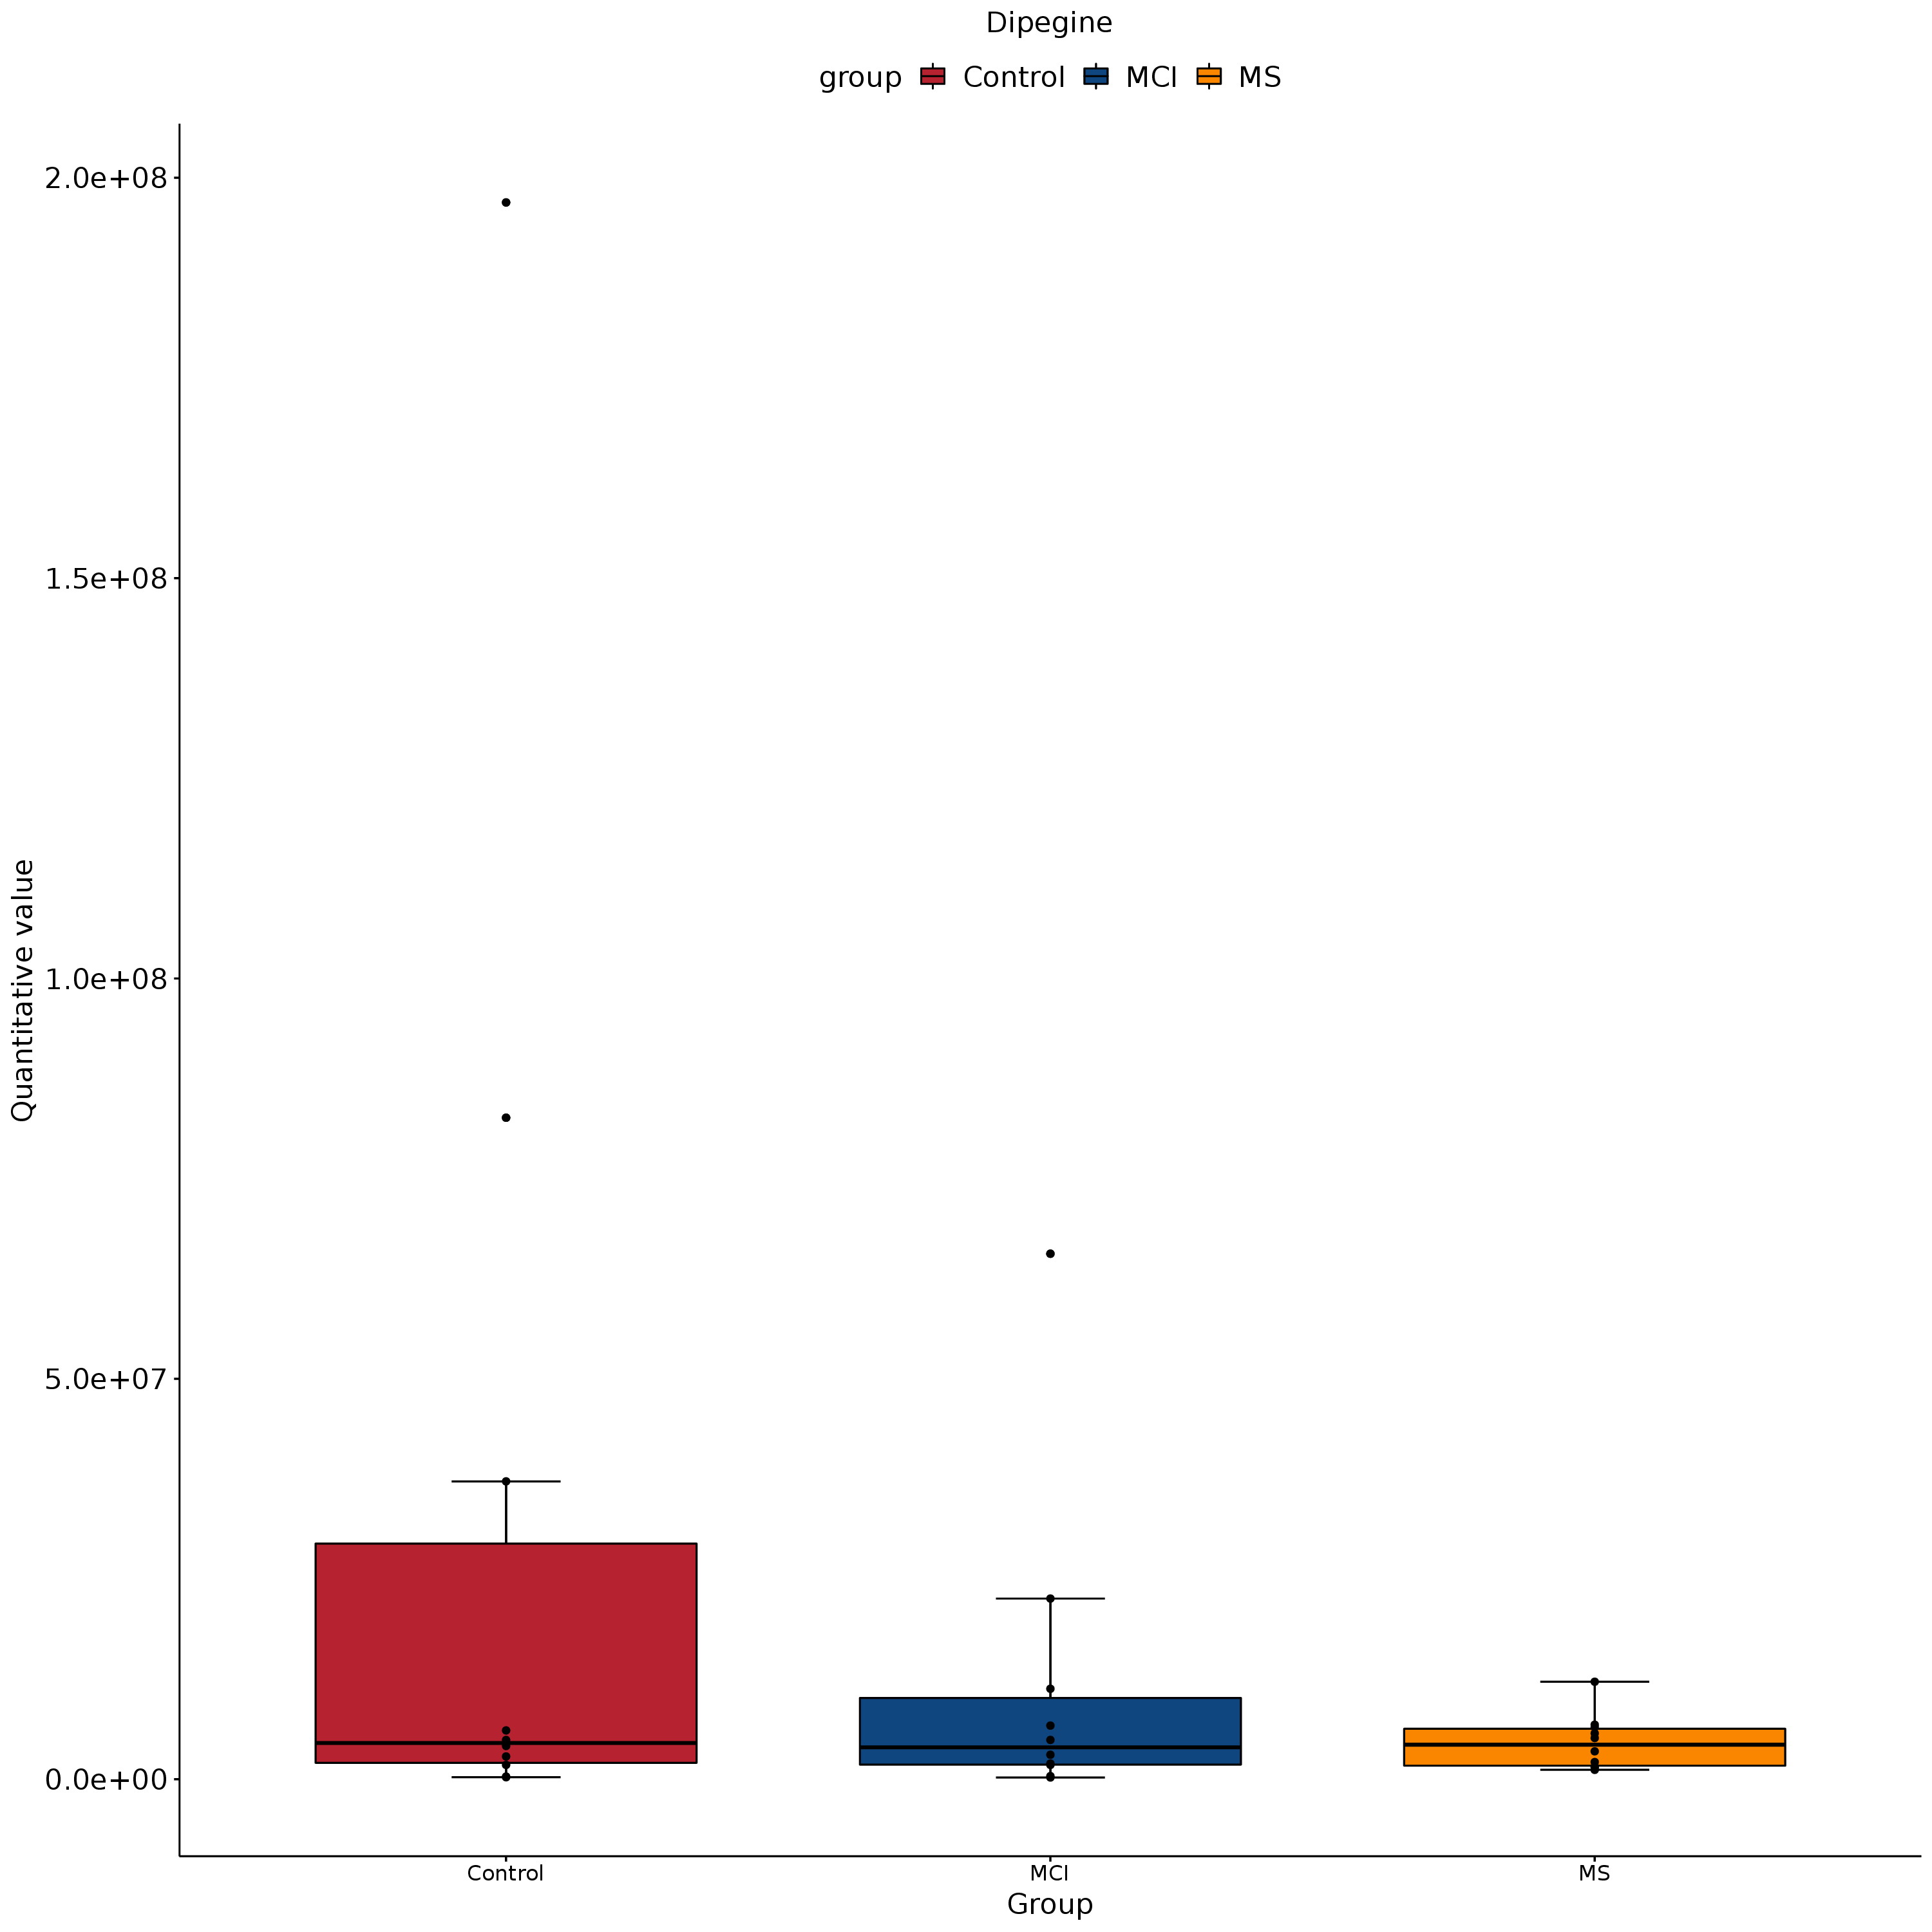 Dipegine
group Control MCI MS
2.0e+08
1.5e+08
1.0e+08
5.0e+07
0.0e+00
Quantitative value
Control MCI MS
Group